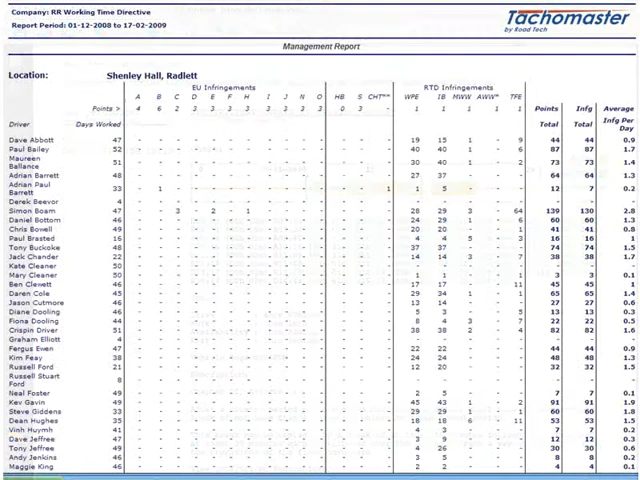 Company: RR Working Time Directive
Report Period: 01-12-2008 to 17-02-2009
Tachomaster
by Road Tech
Management Report
Location: Shenley Hall, Radlett
EU Infringements RTD Infringements
A B C D E F H I J N O HB S CHT** WPE IB MWW AWW* TFE
Points > 4 6 2 3 3 3 3 3 3 3 3 0 3 - 1 1 1 1 1 Points Infg Average
Driver Days Worked Total Total Infg Per Day
Dave Abbott 47 - - - - - - - - - - - - - - 19 15 1 - 9 44 44 0.9
Paul Bailey 52 - - - - - - - - - - - - - - 40 40 1 - 6 87 87 1.7
Maureen Ballance 51 - - - - - - - - - - - - - - 30 40 1 - 2 73 73 1.4
Adrian Barrett 48 - - - - - - - - - - - - - - 27 37 - - - 64 64 1.3
Adrian Paul Barrett 33 - 1 - - - - - - - - - - - 1 1 5 - - - 12 7 0.2
Derek Beevor 4 - - - - - - - - - - - - - - - - - - - - - -
Simon Boam 47 - - 3 - 2 - 1 - - - - - - - 28 29 3 - 64 139 130 2.8
Daniel Bottom 46 - - - - - - - - - - - - - - 24 29 1 - 6 60 60 1.3
Chris Bowell 49 - - - - - - - - - - - - - - 20 20 1 - - 41 41 0.8
Paul Brasted 16 - - - - - - - - - - - - - - 4 4 5 - 3 16 16 1
Tony Buckoke 48 - - - - - - - - - - - - - - 37 37 - - - 74 74 1.5
Jack Chander 22 - - - - - - - - - - - - - - 14 14 3 - 7 38 38 1.7
Kate Cleaner 50 - - - - - - - - - - - - - - - - - - - - - -
Mary Cleaner 50 - - - - - - - - - - - - - - 1 1 1 - - 3 3 0.1
Ben Clewett 46 - - - - - - - - - - - - - - 17 17 - - 11 45 45 1
Daren Cole 45 - - - - - - - - - - - - - - 29 34 1 - 1 65 65 1.4
Jason Cutmore 46 - - - - - - - - - - - - - - 13 14 - - - 27 27 0.6
Diane Dooling 46 - - - - - - - - - - - - - - 5 3 - - 5 13 13 0.3
Fiona Dooling 44 - - - - - - - - - - - - - - 8 4 3 - 7 22 22 0.5
Crispin Driver 51 - - - - - - - - - - - - - - 38 38 2 - 4 82 82 1.6
Graham Elliott 4 - - - - - - - - - - - - - - - - - - - - - -
Fergus Ewen 47 - - - - - - - - - - - - - - 22 22 - - - 44 44 0.9
Kim Feay 38 - - - - - - - - - - - - - - 24 24 - - - 48 48 1.3
Russell Ford 21 - - - - - - - - - - - - - - 12 20 - - - 32 32 1.5
Russell Stuart Ford 8 - - - - - - - - - - - - - - - - - - - - - -
Neal Foster 49 - - - - - - - - - - - - - - 2 5 - - - 7 7 0.1
Kev Gavin 49 - - - - - - - - - - - - - - 45 43 1 - 2 91 91 1.9
Steve Giddens 33 - - - - - - - - - - - - - - 29 29 1 - 1 60 60 1.8
Dean Hughes 35 - - - - - - - - - - - - - - 18 18 6 - 11 53 53 1.5
Vinh Huymh 41 - - - - - - - - - - - - - - 4 3 - - - 7 7 0.2
Dave Jeffree 47 - - - - - - - - - - - - - - 3 9 - - - 12 12 0.3
Tony Jeffree 49 - - - - - - - - - - - - - - 4 26 - - - 30 30 0.6
Andy Jenkins 46 - - - - - - - - - - - - - - 3 5 - - - 8 8 0.2
Maggie King 46 - - - - - - - - - - - - - - 2 2 - - - 4 4 0.1